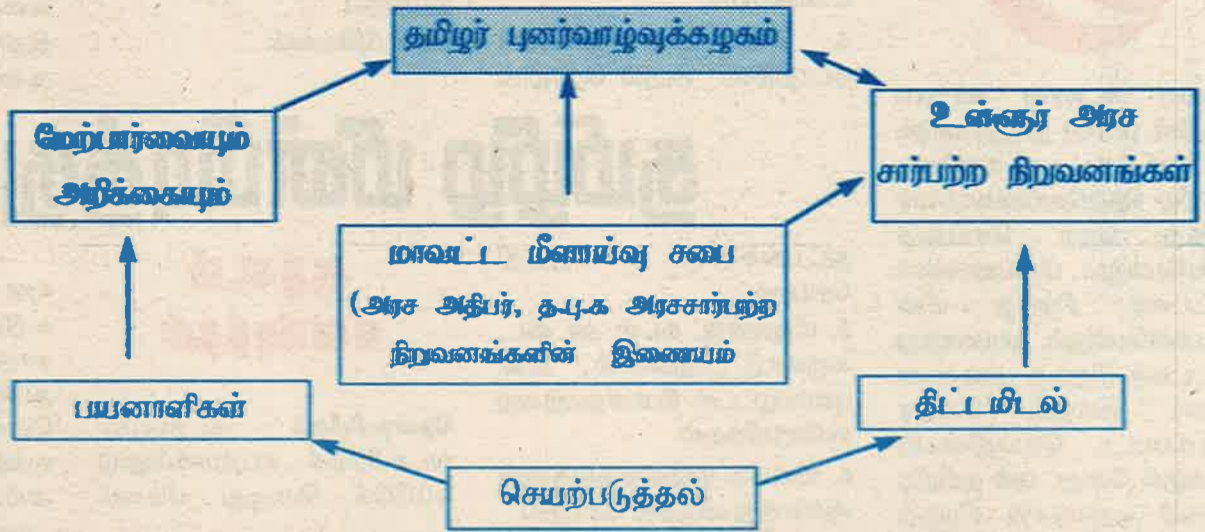 தமிழர் புனர்வாழ்வுக்கழகம்
மேற்பார்வையும்
அறிக்கையும்
உள்ளூர் அரச
சார்பற்ற நிறுவனங்கள்
மாவட்ட மீளாய்வு சபை
(அரச அதிபர், த.பு.க அரசசார்பற்ற
நிறுவனங்களின் இணையம்
பயனாளிகள்
திட்டமிடல்
செயற்படுத்தல்